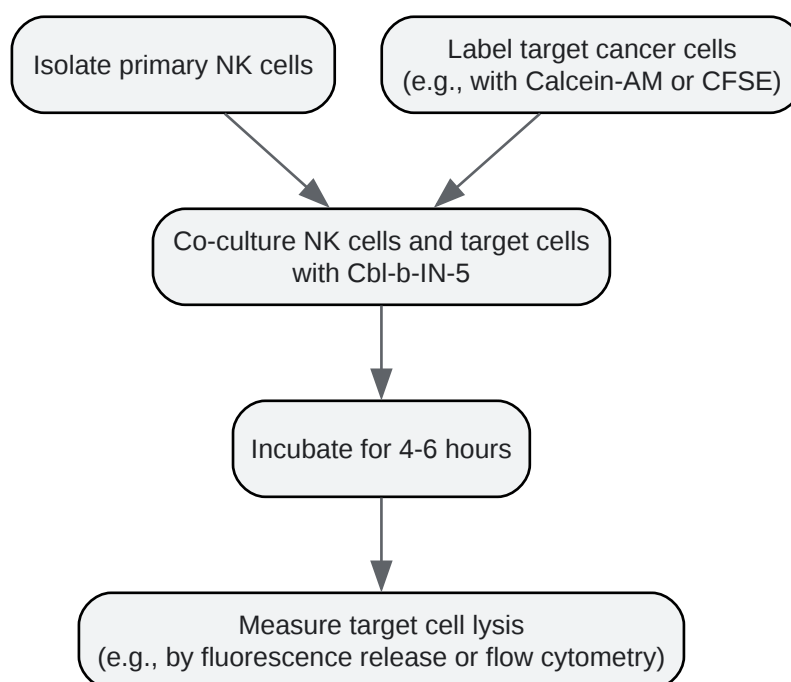 Isolate primary NK cells
Label target cancer cells
(e.g., with Calcein-AM or CFSE)
Co-culture NK cells and target cells
with Cbl-b-IN-5
Incubate for 4-6 hours
Measure target cell lysis
(e.g., by fluorescence release or flow cytometry)